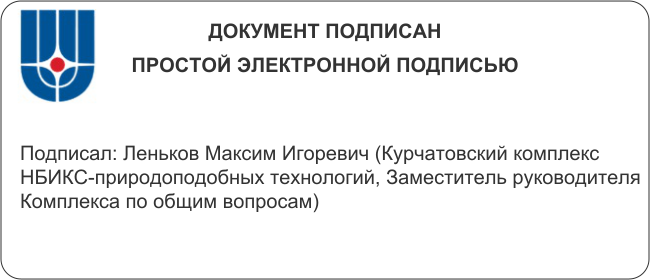 ДОКУМЕНТ ПОДПИСАН
ПРОСТОЙ ЭЛЕКТРОННОЙ ПОДПИСЬЮ
Подписал: Леньков Максим Игоревич (Курчатовский комплекс
НБИКС-природоподобных технологий, Заместитель руководителя
Комплекса по общим вопросам)